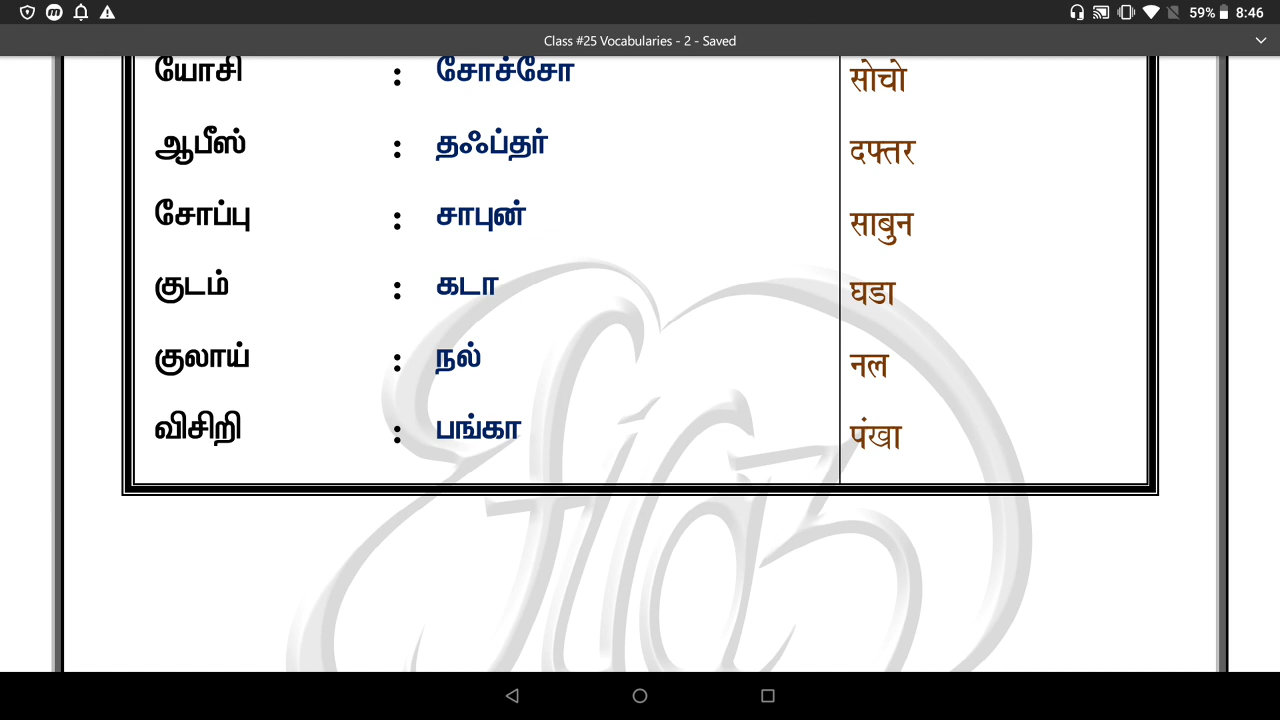 59% 8:46
Class #25 Vocabularies - 2 - Saved
யோசி : சோச்சோ सोचो
ஆபீஸ் : தஃப்தர் दफ्तर
சோப்பு : சாபுன் साबुन
குடம் : கடா घडा
குலாய் : நல் नल
விசிறி : பங்கா पंखा